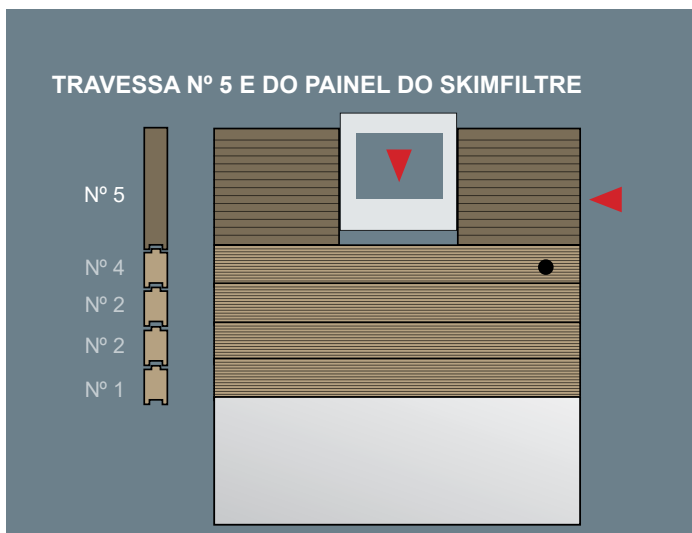 TRAVESSA Nº 5 E DO PAINEL DO SKIMFILTRE
Nº 5
Nº 4
Nº 2
Nº 2
Nº 1